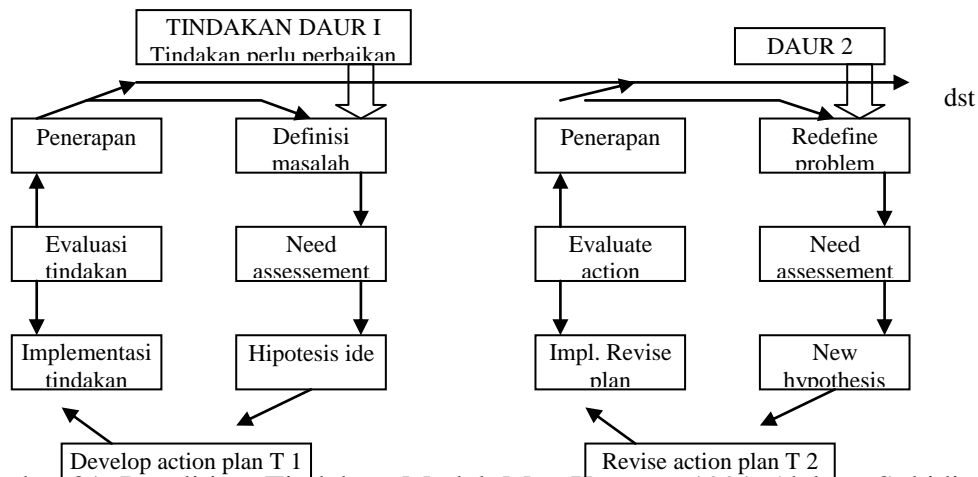 TINDAKAN DAUR I
Tindakan perlu perbaikan
DAUR 2
dst
Penerapan
Definisi
masalah
Penerapan
Redefine
problem
Evaluasi
tindakan
Need
assessement
Evaluate
action
Need
assessement
Implementasi
tindakan
Hipotesis ide
Impl. Revise
plan
New
hypothesis
Develop action plan T 1
Revise action plan T 2